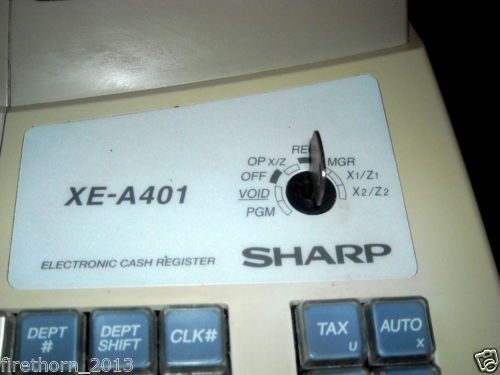 REG
OP X/Z
MGR
OFF
X1/Z1
VOID
X2/Z2
PGM
XE-A401
ELECTRONIC CASH REGISTER
SHARP
DEPT
#
DEPT
SHIFT
CLK#
TAX
U
AUTO
X
firethorn_2013